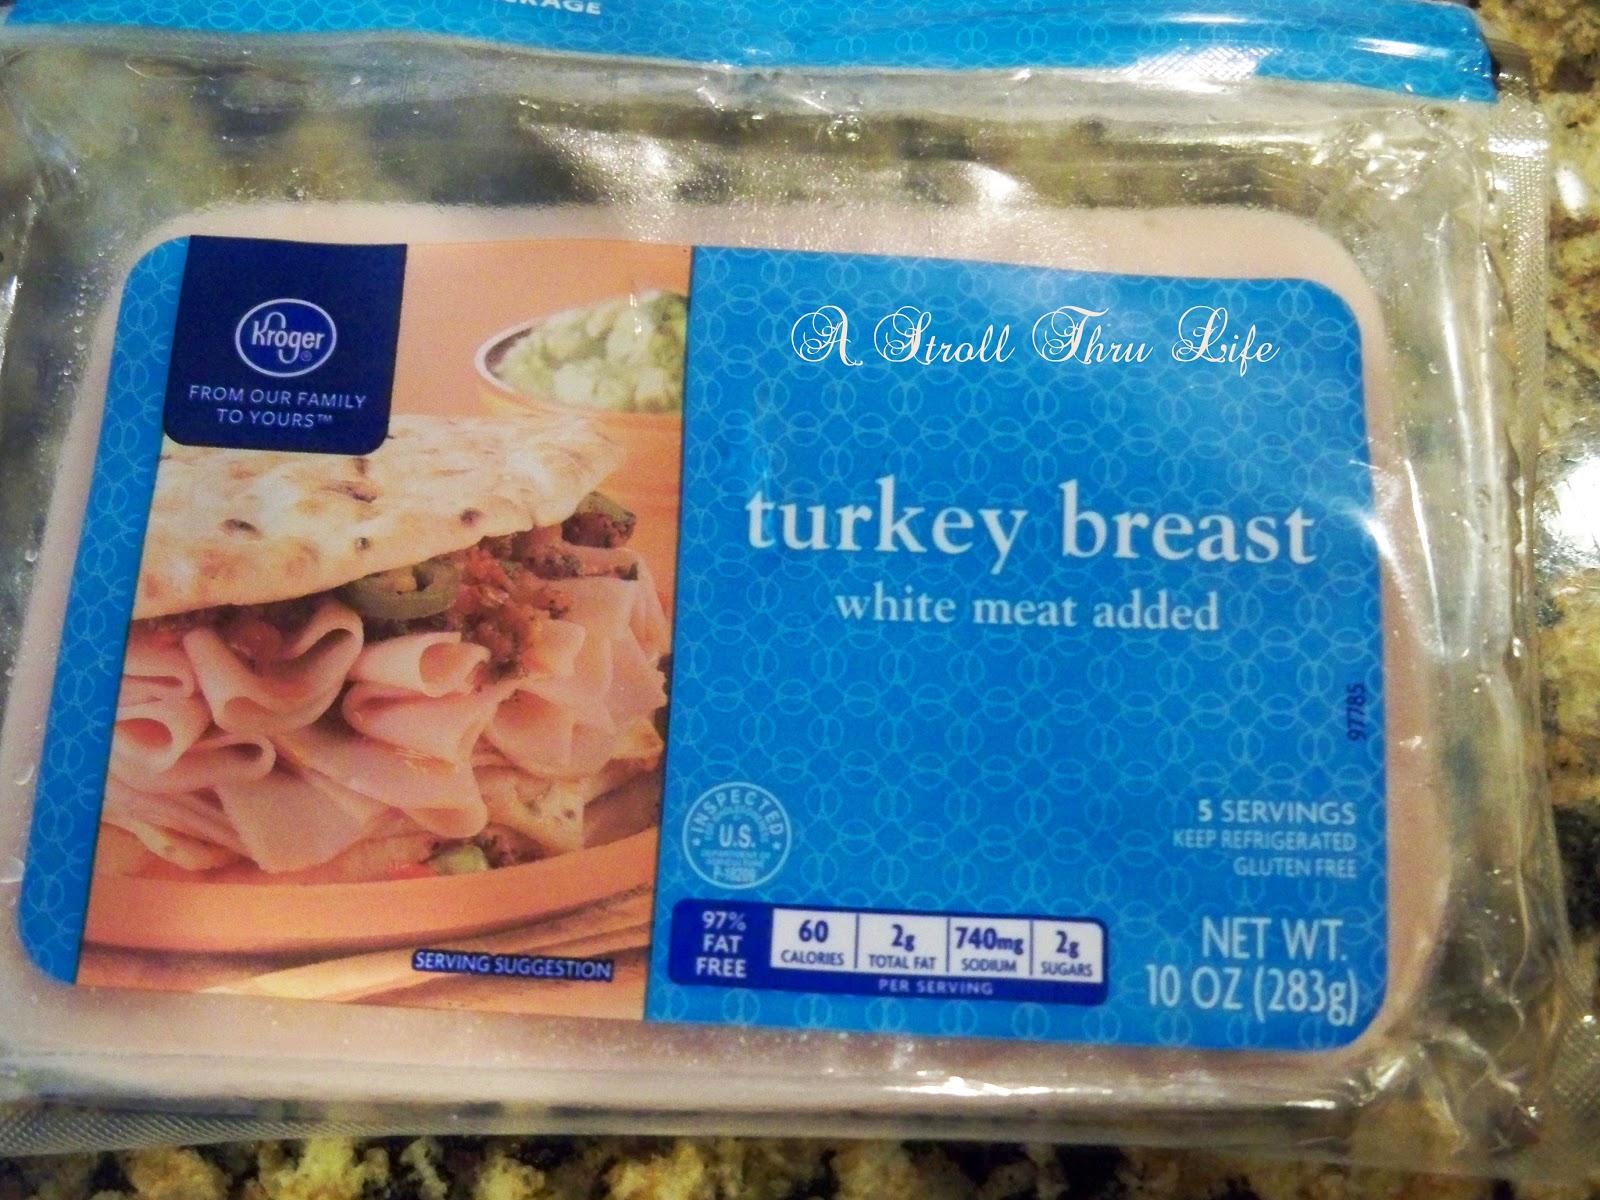 Kroger
FROM OUR FAMILY
TO YOURS™
A Stroll Thru Life
turkey breast
white meat added
97785
INSPECTED
U.S.
5 SERVINGS
KEEP REFRIGERATED
GLUTEN FREE
97%
FAT
FREE
60
CALORIES
2g
TOTAL FAT
740mg
SODIUM
2g
SUGARS
PER SERVING
NET WT.
10 OZ (283g)
SERVING SUGGESTION